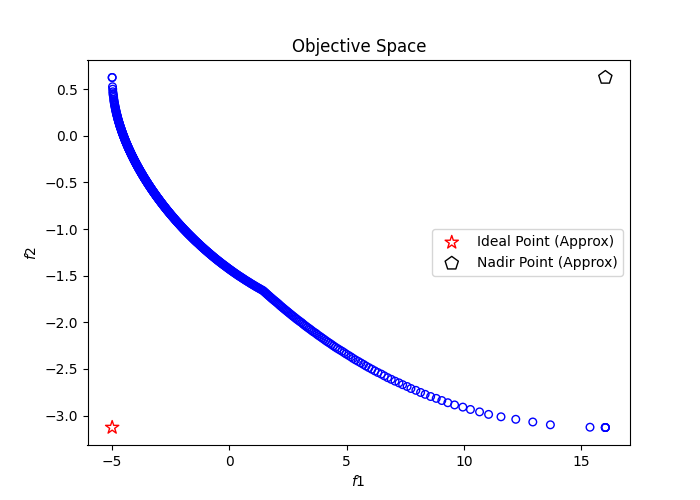 Objective Space
0.5
0.0
−0.5
−1.0
−1.5
−2.0
−2.5
−3.0
f2
Ideal Point (Approx)
Nadir Point (Approx)
−5
0
5
10
15
f1